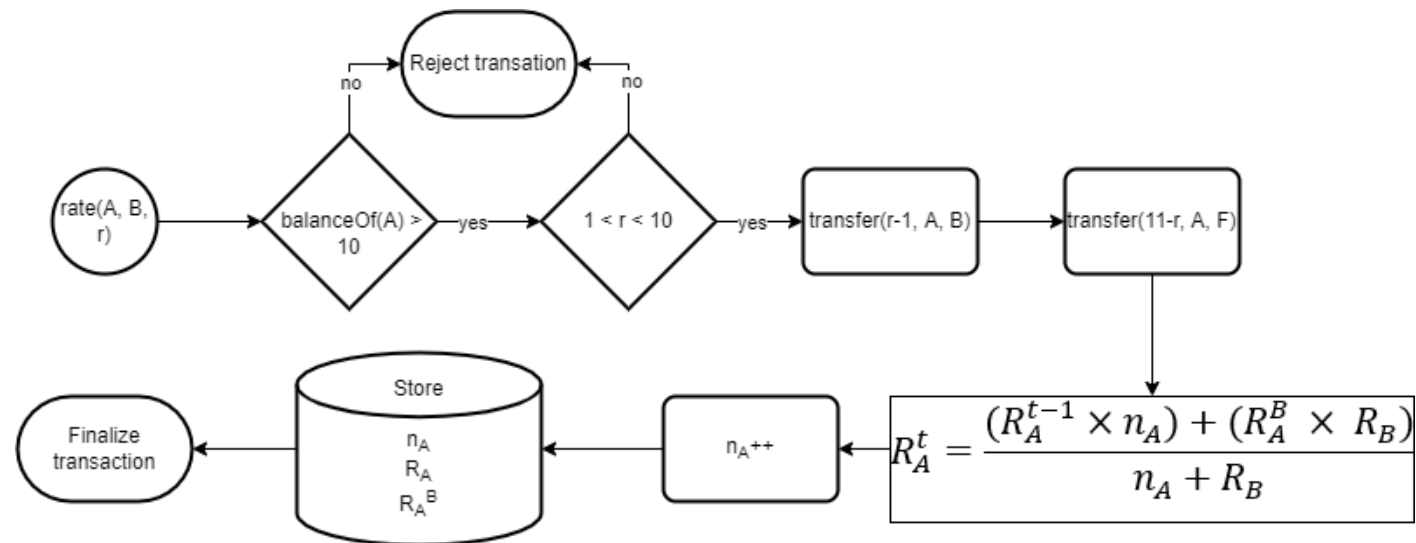 Reject transation
no
no
rate(A, B,
r)
balanceOf(A) >
10
yes
1 < r < 10
yes
transfer(r-1, A, B)
transfer(11-r, A, F)
Finalize
transaction
Store
n_A
R_A
R_A^B
n_A++
R_A^t = ((R_A^{t-1} × n_A) + (R_A^B × R_B)) / (n_A + R_B)